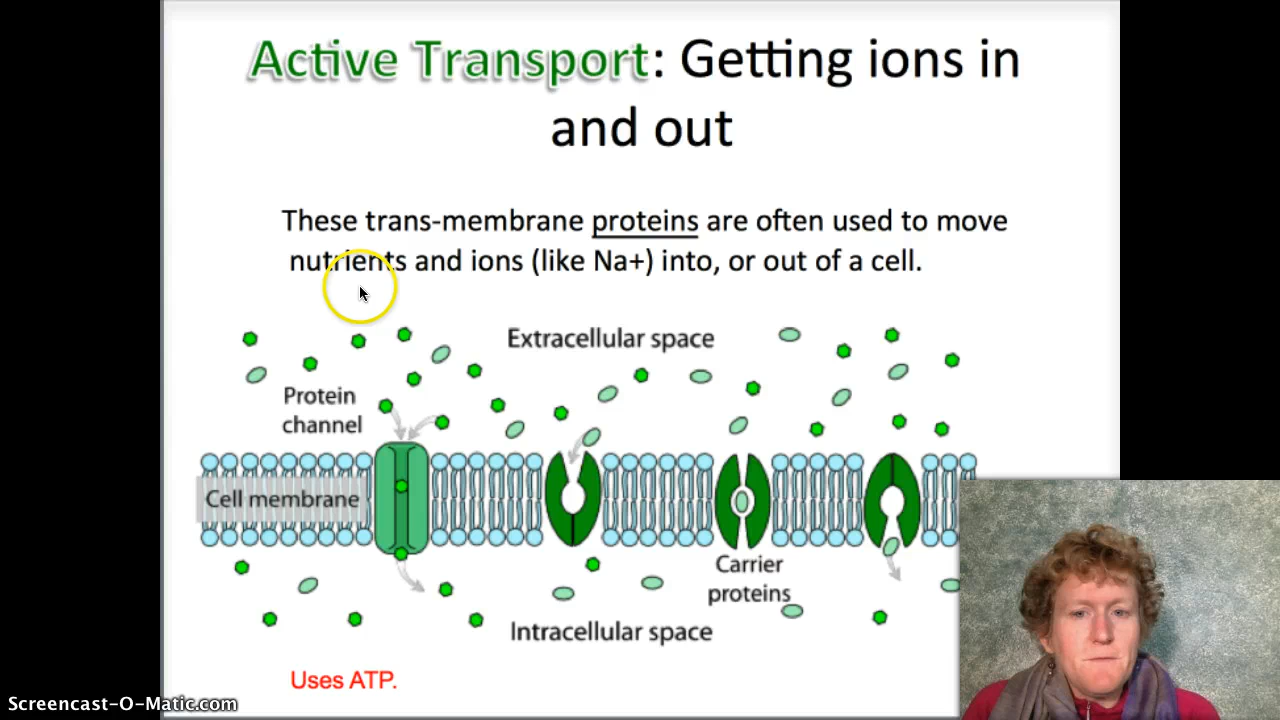 Active Transport: Getting ions in
and out
These trans-membrane proteins are often used to move
nutrients and ions (like Na+) into, or out of a cell.
Extracellular space
Protein
channel
Cell membrane
Carrier
proteins
Intracellular space
Uses ATP.
Screencast-O-Matic.com